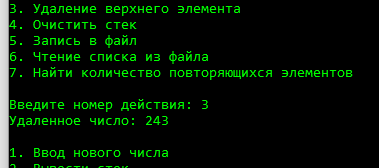 3. Удаление верхнего элемента
4. Очистить стек
5. Запись в файл
6. Чтение списка из файла
7. Найти количество повторяющихся элементов
Введите номер действия: 3
Удаленное число: 243
1. Ввод нового числа
2. Вывести стек